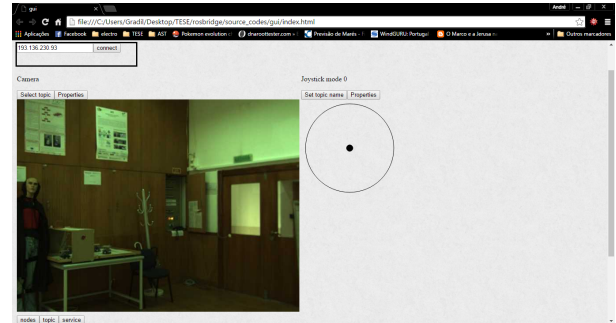 gui
André
file:///C:/Users/Gradil/Desktop/TESE/rosbridge/source_codes/gui/index.html
Aplicações Facebook electro TESE AST Pokemon evolution dnaroottester.com Previsão de Marés WindGURU: Portugal O Marco e a Jerusa n Outros marcadores
193.136.230.93 connect
Camera Joystick mode 0
Select topic Properties Set topic name Properties
nodes topic service